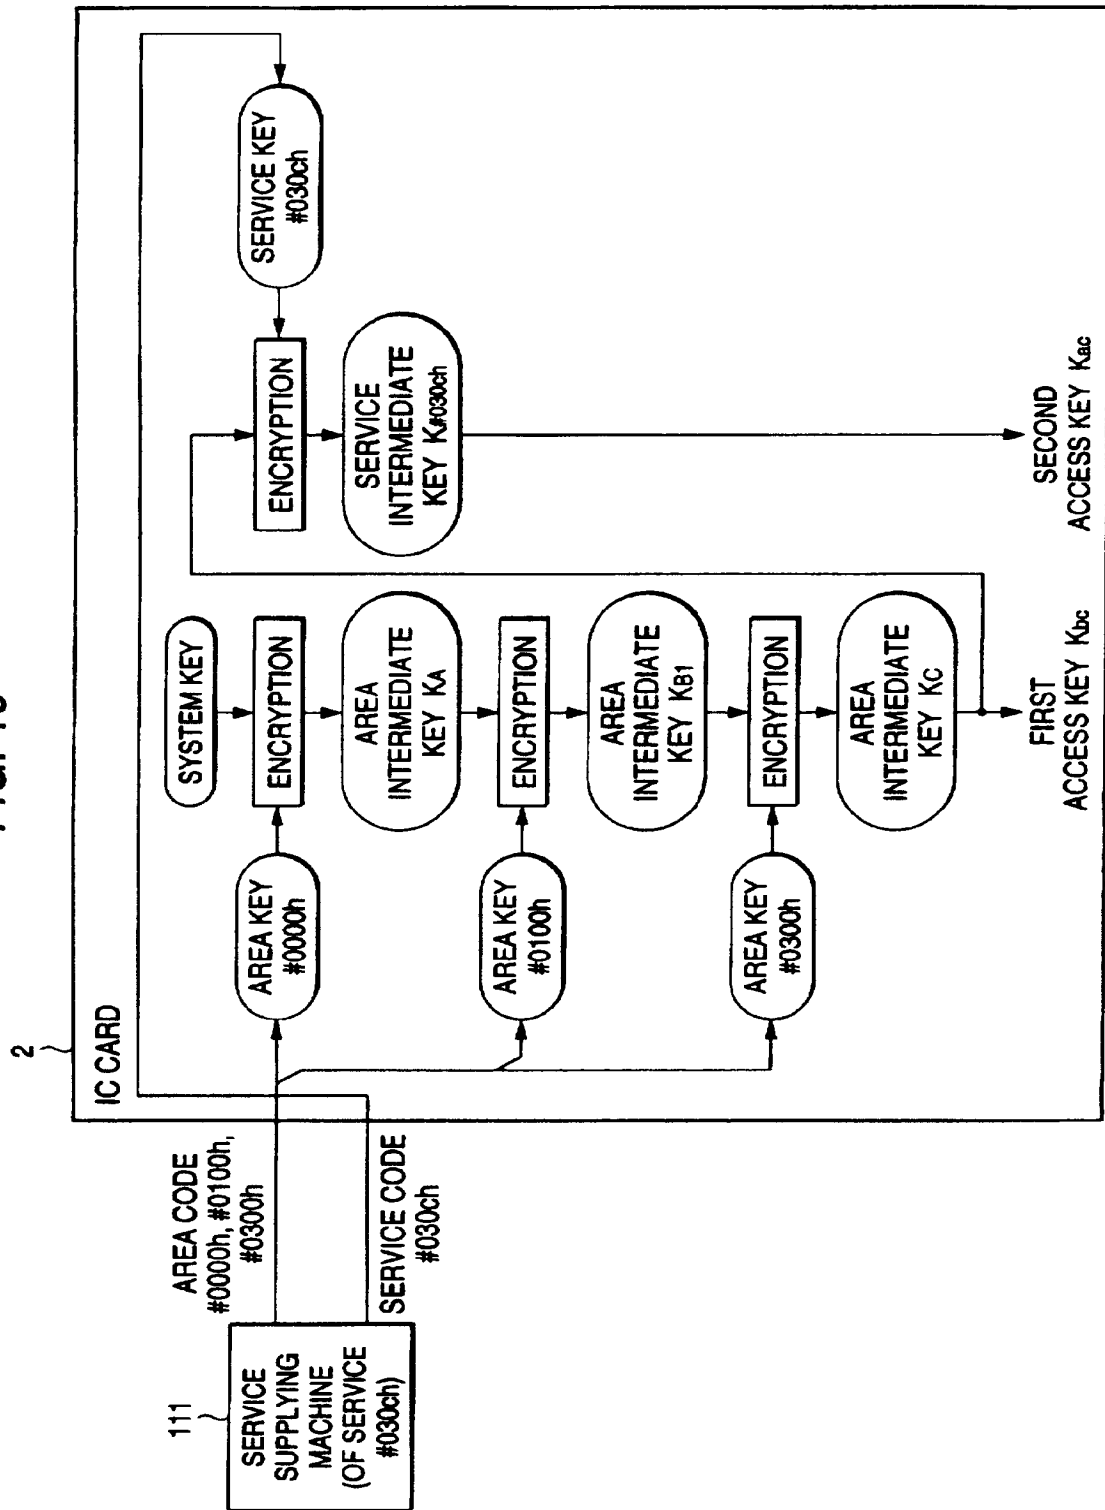 2
IC CARD
111
SERVICE
SUPPLYING
MACHINE
(OF SERVICE
#030ch)
AREA CODE
#0000h, #0100h,
#0300h
SERVICE CODE
#030ch
AREA KEY
#0000h
AREA KEY
#0100h
AREA KEY
#0300h
SYSTEM KEY
ENCRYPTION
AREA
INTERMEDIATE
KEY KA
ENCRYPTION
AREA
INTERMEDIATE
KEY KB1
ENCRYPTION
AREA
INTERMEDIATE
KEY KC
FIRST
ACCESS KEY Kbc
SERVICE KEY
#030ch
ENCRYPTION
SERVICE
INTERMEDIATE
KEY K#030ch
SECOND
ACCESS KEY Kac